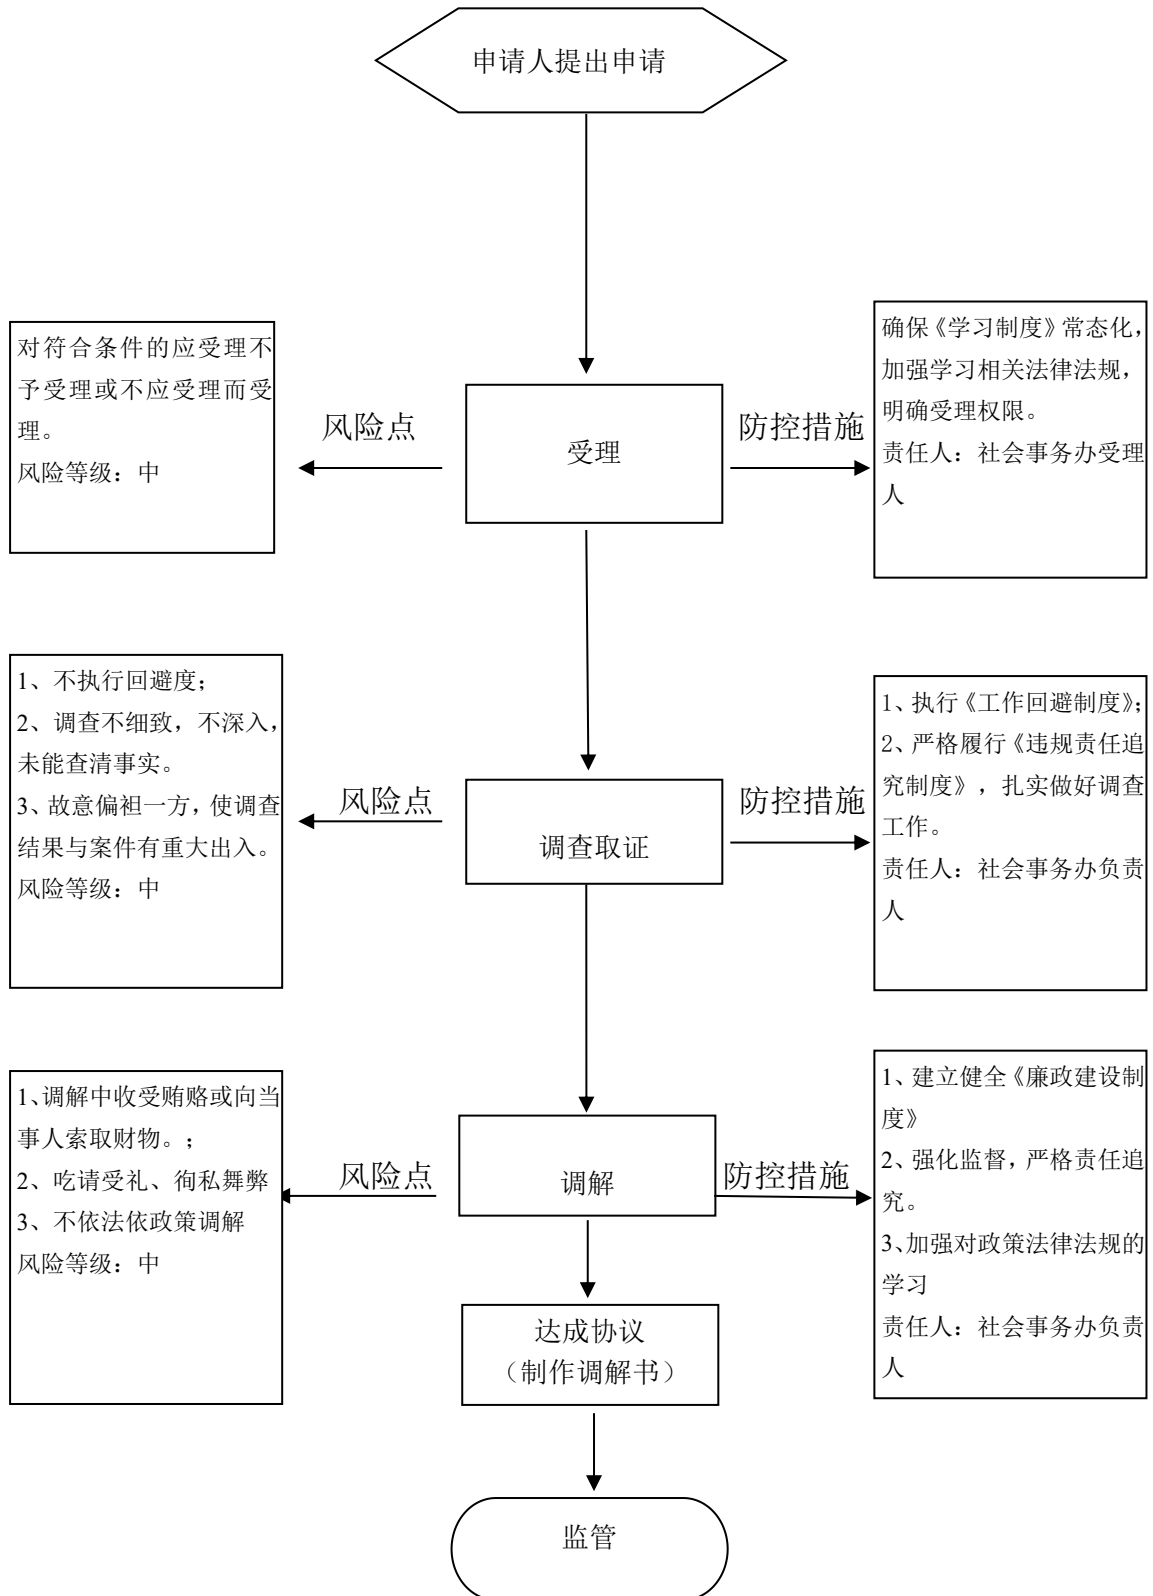 申请人提出申请
对符合条件的应受理不
予受理或不应受理而受
理。
风险等级：中
风险点
受理
防控措施
确保《学习制度》常态化，
加强学习相关法律法规，
明确受理权限。
责任人：社会事务办受理
人
1、不执行回避度；
2、调查不细致，不深入，
未能查清事实。
3、故意偏袒一方，使调查
结果与案件有重大出入。
风险等级：中
风险点
调查取证
防控措施
1、执行《工作回避制度》；
2、严格履行《违规责任追
究制度》，扎实做好调查
工作。
责任人：社会事务办负责
人
1、调解中收受贿赂或向当
事人索取财物。；
2、吃请受礼、徇私舞弊
3、不依法依政策调解
风险等级：中
风险点
调解
防控措施
1、建立健全《廉政建设制
度》
2、强化监督，严格责任追
究。
3、加强对政策法律法规的
学习
责任人：社会事务办负责
人
达成协议
（制作调解书）
监管